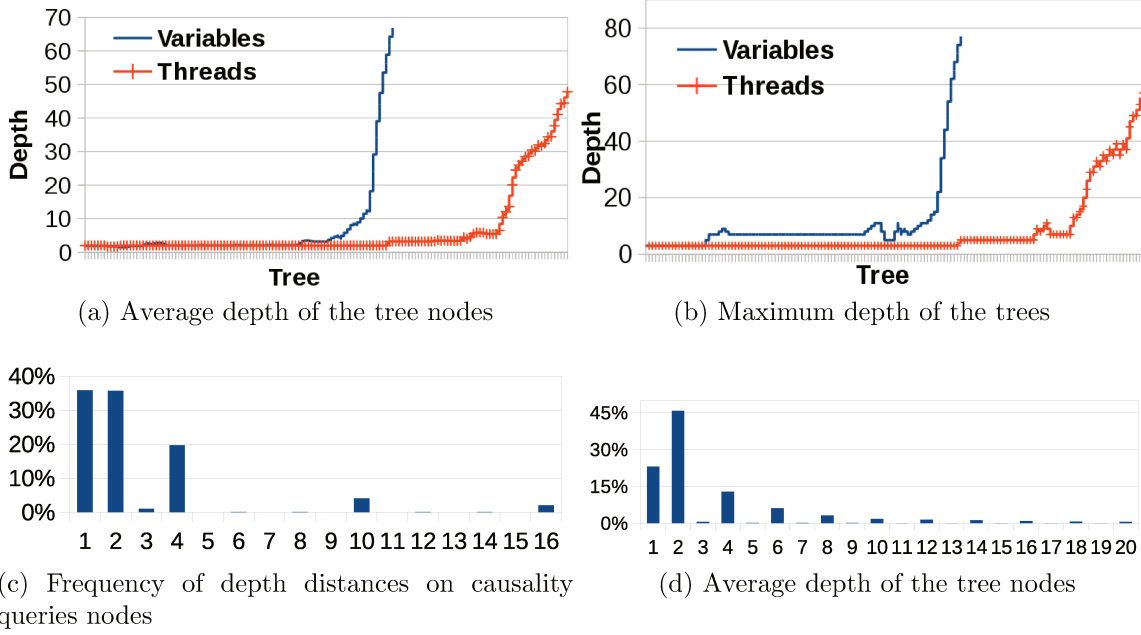 70
60
50
40
30
20
10
0
Depth
Variables
Threads
Tree
(a) Average depth of the tree nodes
80
60
40
20
0
Depth
Variables
Threads
Tree
(b) Maximum depth of the trees
40%
30%
20%
10%
0%
1 2 3 4 5 6 7 8 9 10 11 12 13 14 15 16
(c) Frequency of depth distances on causality
queries nodes
45%
30%
15%
0%
1 2 3 4 5 6 7 8 9 10 11 12 13 14 15 16 17 18 19 20
(d) Average depth of the tree nodes